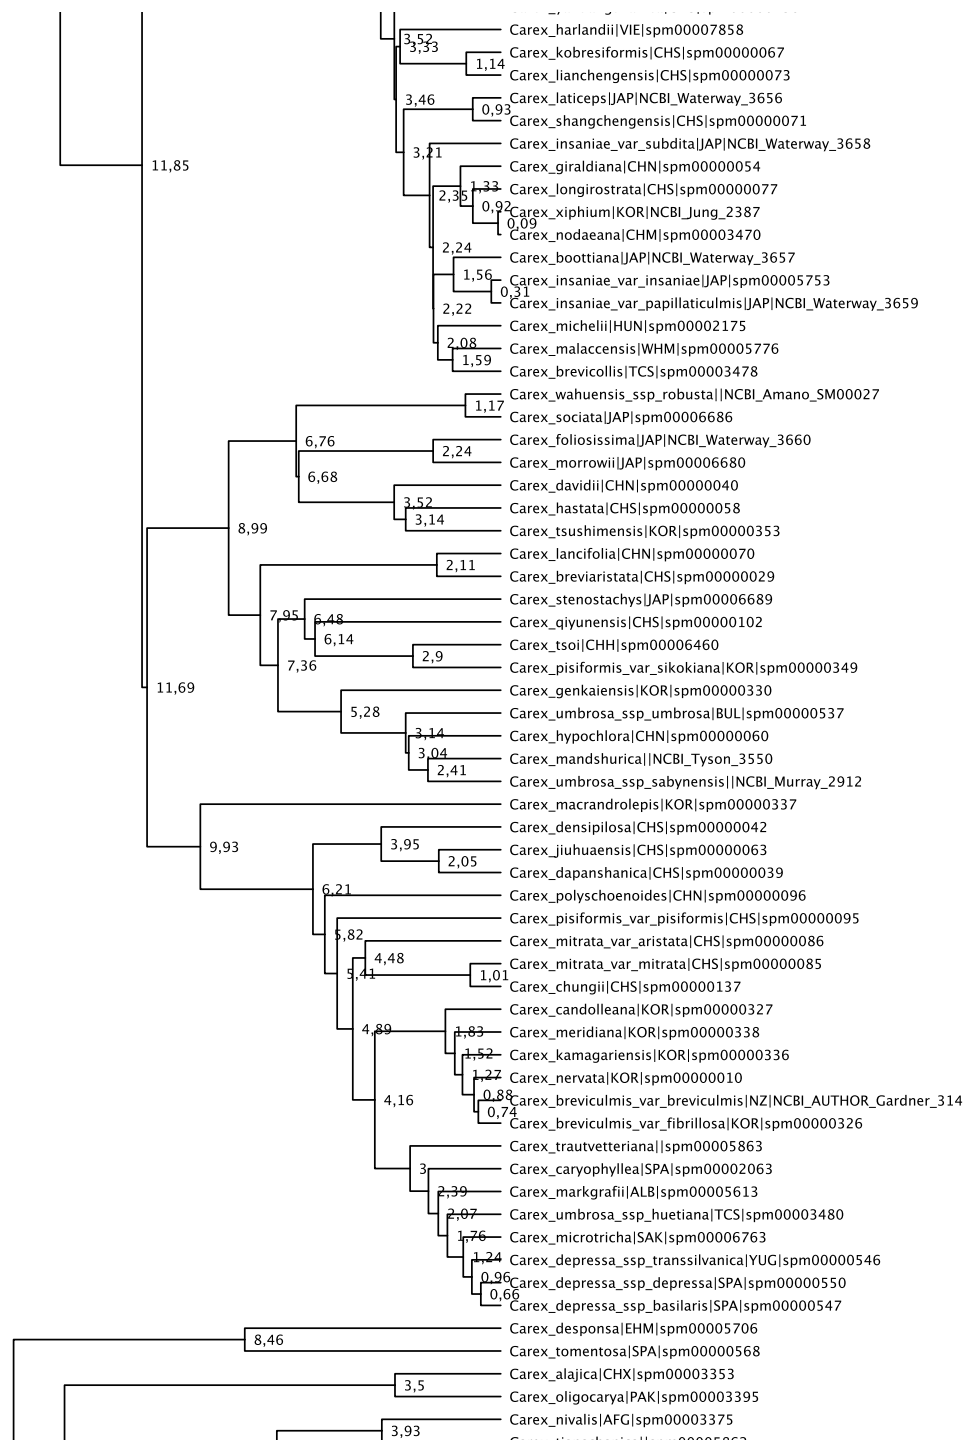 Carex_harlandii|VIE|spm00007858
3,52
3,33
Carex_kobresiformis|CHS|spm00000067
1,14
Carex_lianchengensis|CHS|spm00000073
Carex_laticeps|JAP|NCBI_Waterway_3656
3,46
0,93
Carex_shangchengensis|CHS|spm00000071
Carex_insaniae_var_subdita|JAP|NCBI_Waterway_3658
3,21
Carex_giraldiana|CHN|spm00000054
11,85
1,33
Carex_longirostrata|CHS|spm00000077
2,35
0,92
Carex_xiphium|KOR|NCBI_Jung_2387
0,09
Carex_nodaeana|CHM|spm00003470
2,24
Carex_boottiana|JAP|NCBI_Waterway_3657
1,56
Carex_insaniae_var_insaniae|JAP|spm00005753
0,31
Carex_insaniae_var_papillaticulmis|JAP|NCBI_Waterway_3659
2,22
Carex_michelii|HUN|spm00002175
2,08
Carex_malaccensis|WHM|spm00005776
1,59
Carex_brevicollis|TCS|spm00003478
Carex_wahuensis_ssp_robusta||NCBI_Amano_SM00027
1,17
Carex_sociata|JAP|spm00006686
6,76
Carex_foliosissima|JAP|NCBI_Waterway_3660
2,24
Carex_morrowii|JAP|spm00006680
6,68
Carex_davidii|CHN|spm00000040
3,52
Carex_hastata|CHS|spm00000058
3,14
8,99
Carex_tsushimensis|KOR|spm00000353
Carex_lancifolia|CHN|spm00000070
2,11
Carex_breviaristata|CHS|spm00000029
Carex_stenostachys|JAP|spm00006689
7,95
6,48
Carex_qiyunensis|CHS|spm00000102
6,14
Carex_tsoi|CHH|spm00006460
2,9
7,36
Carex_pisiformis_var_sikokiana|KOR|spm00000349
11,69
Carex_genkaiensis|KOR|spm00000330
5,28
Carex_umbrosa_ssp_umbrosa|BUL|spm00000537
3,14
Carex_hypochlora|CHN|spm00000060
3,04
Carex_mandshurica||NCBI_Tyson_3550
2,41
Carex_umbrosa_ssp_sabynensis||NCBI_Murray_2912
Carex_macrandrolepis|KOR|spm00000337
Carex_densipilosa|CHS|spm00000042
3,95
9,93
Carex_jiuhuaensis|CHS|spm00000063
2,05
Carex_dapanshanica|CHS|spm00000039
6,21
Carex_polyschoenoides|CHN|spm00000096
Carex_pisiformis_var_pisiformis|CHS|spm00000095
5,82
Carex_mitrata_var_aristata|CHS|spm00000086
4,48
Carex_mitrata_var_mitrata|CHS|spm00000085
5,41
1,01
Carex_chungii|CHS|spm00000137
Carex_candolleana|KOR|spm00000327
4,89
1,83
Carex_meridiana|KOR|spm00000338
1,52
Carex_kamagariensis|KOR|spm00000336
1,27
Carex_nervata|KOR|spm00000010
0,88
4,16
Carex_breviculmis_var_breviculmis|NZ|NCBI_AUTHOR_Gardner_314
0,74
Carex_breviculmis_var_fibrillosa|KOR|spm00000326
Carex_trautvetteriana||spm00005863
3
Carex_caryophyllea|SPA|spm00002063
2,39
Carex_markgrafii|ALB|spm00005613
2,07
Carex_umbrosa_ssp_huetiana|TCS|spm00003480
1,76
Carex_microtricha|SAK|spm00006763
1,24
Carex_depressa_ssp_transsilvanica|YUG|spm00000546
0,96
Carex_depressa_ssp_depressa|SPA|spm00000550
0,66
Carex_depressa_ssp_basilaris|SPA|spm00000547
Carex_desponsa|EHM|spm00005706
8,46
Carex_tomentosa|SPA|spm00000568
Carex_alajica|CHX|spm00003353
3,5
Carex_oligocarya|PAK|spm00003395
Carex_nivalis|AFG|spm00003375
3,93